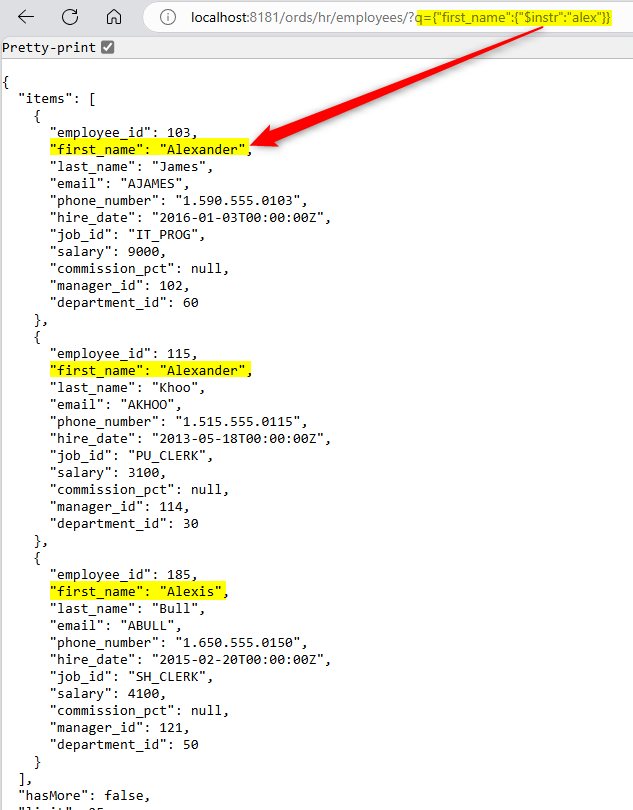 localhost:8181/ords/hr/employees/?q={"first_name":{"$instr":"alex"}}
Pretty-print
{
  "items": [
    {
      "employee_id": 103,
      "first_name": "Alexander",
      "last_name": "James",
      "email": "AJAMES",
      "phone_number": "1.590.555.0103",
      "hire_date": "2016-01-03T00:00:00Z",
      "job_id": "IT_PROG",
      "salary": 9000,
      "commission_pct": null,
      "manager_id": 102,
      "department_id": 60
    },
    {
      "employee_id": 115,
      "first_name": "Alexander",
      "last_name": "Khoo",
      "email": "AKHOO",
      "phone_number": "1.515.555.0115",
      "hire_date": "2013-05-18T00:00:00Z",
      "job_id": "PU_CLERK",
      "salary": 3100,
      "commission_pct": null,
      "manager_id": 114,
      "department_id": 30
    },
    {
      "employee_id": 185,
      "first_name": "Alexis",
      "last_name": "Bull",
      "email": "ABULL",
      "phone_number": "1.650.555.0150",
      "hire_date": "2015-02-20T00:00:00Z",
      "job_id": "SH_CLERK",
      "salary": 4100,
      "commission_pct": null,
      "manager_id": 121,
      "department_id": 50
    }
  ],
  "hasMore": false,